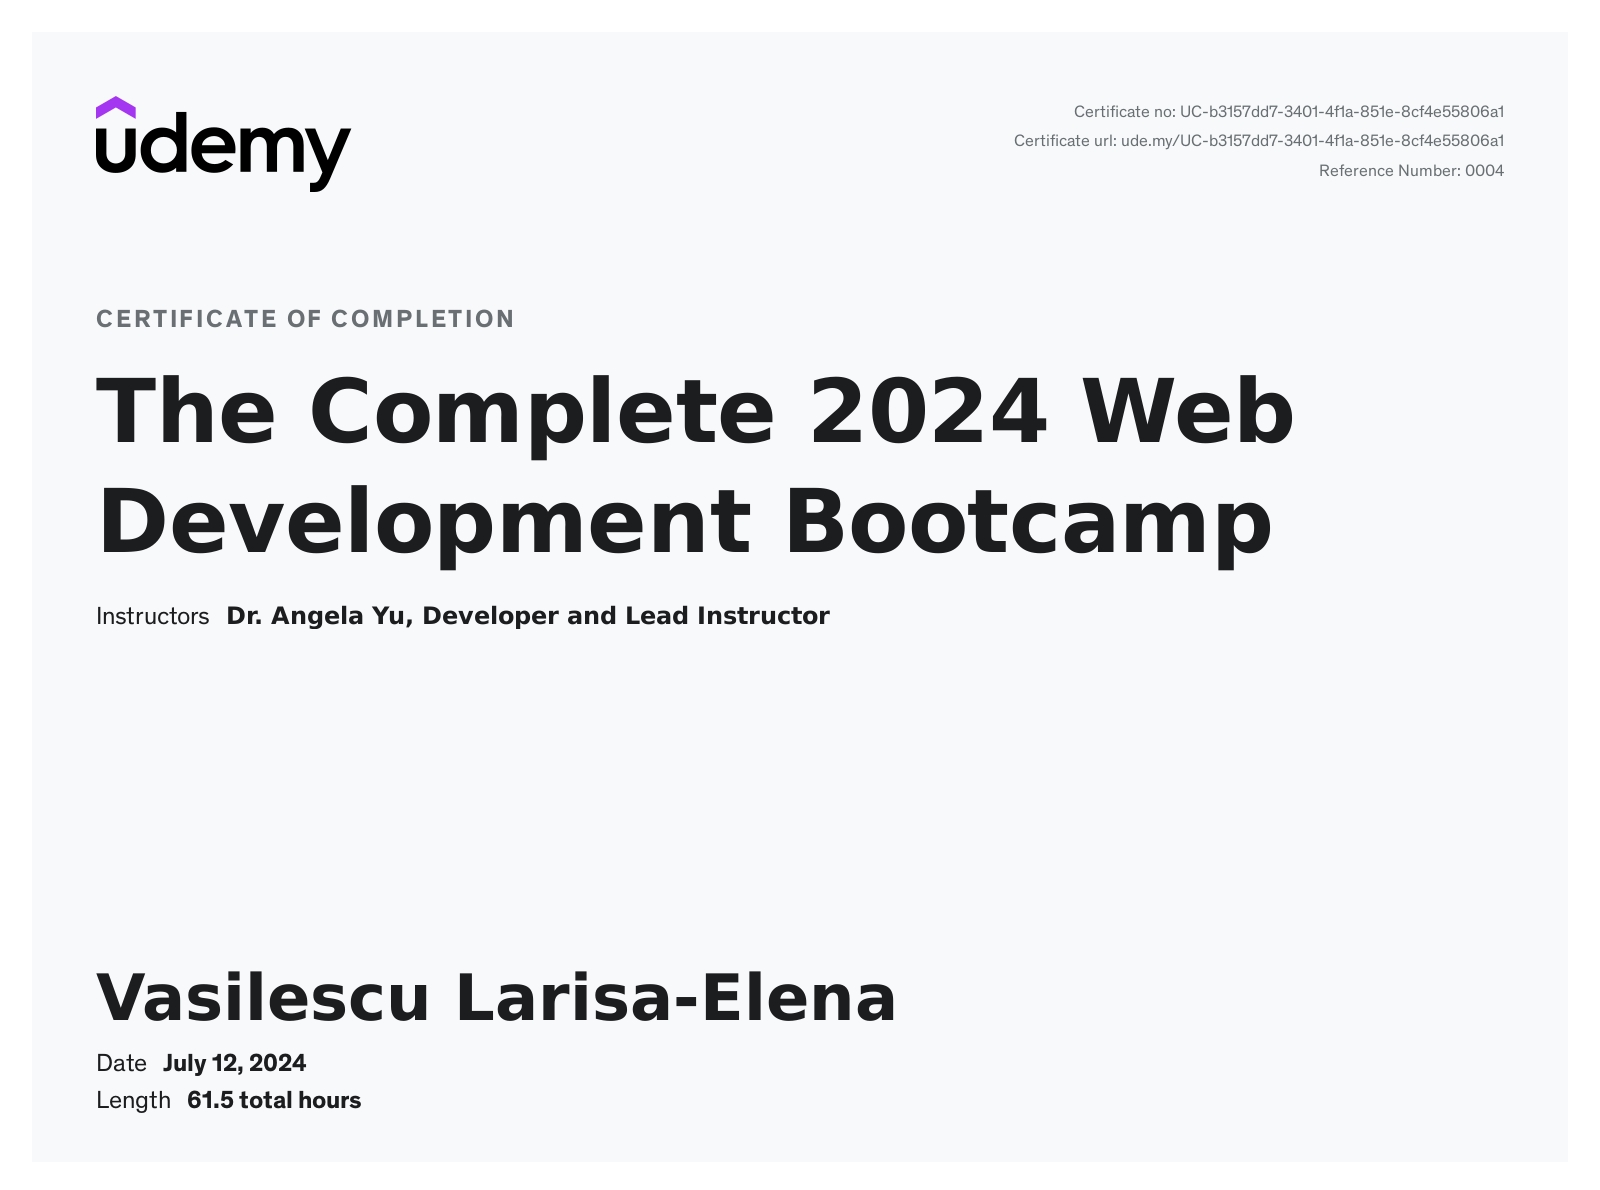 udemy
Certificate no: UC-b3157dd7-3401-4f1a-851e-8cf4e55806a1
Certificate url: ude.my/UC-b3157dd7-3401-4f1a-851e-8cf4e55806a1
Reference Number: 0004
CERTIFICATE OF COMPLETION
The Complete 2024 Web
Development Bootcamp
Instructors Dr. Angela Yu, Developer and Lead Instructor
Vasilescu Larisa-Elena
Date July 12, 2024
Length 61.5 total hours